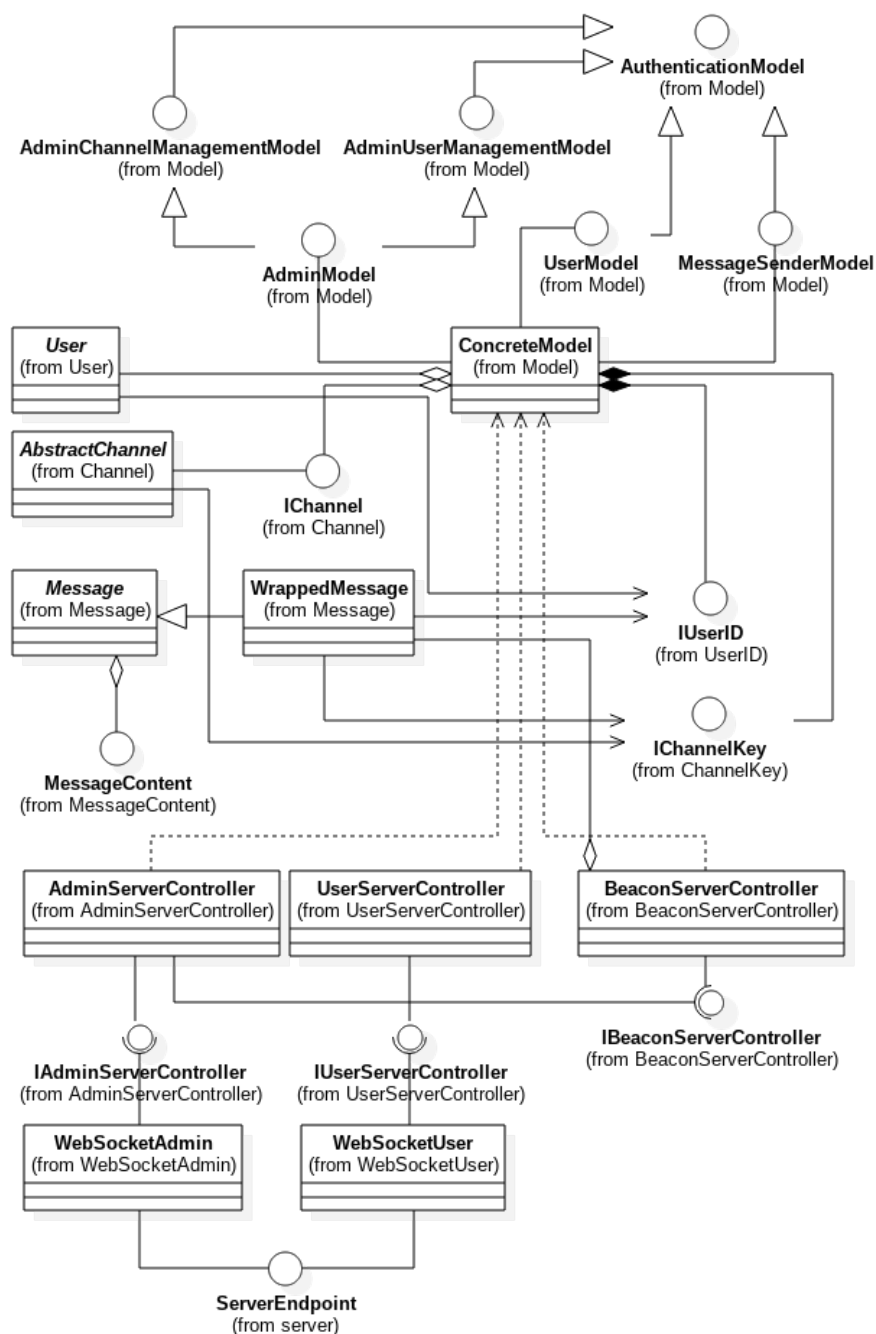 AuthenticationModel
(from Model)
AdminChannelManagementModel
(from Model)
AdminUserManagementModel
(from Model)
AdminModel
(from Model)
UserModel
(from Model)
MessageSenderModel
(from Model)
User
(from User)
ConcreteModel
(from Model)
AbstractChannel
(from Channel)
IChannel
(from Channel)
Message
(from Message)
WrappedMessage
(from Message)
IUserID
(from UserID)
IChannelKey
(from ChannelKey)
MessageContent
(from MessageContent)
AdminServerController
(from AdminServerController)
UserServerController
(from UserServerController)
BeaconServerController
(from BeaconServerController)
IBeaconServerController
(from BeaconServerController)
IAdminServerController
(from AdminServerController)
IUserServerController
(from UserServerController)
WebSocketAdmin
(from WebSocketAdmin)
WebSocketUser
(from WebSocketUser)
ServerEndpoint
(from server)